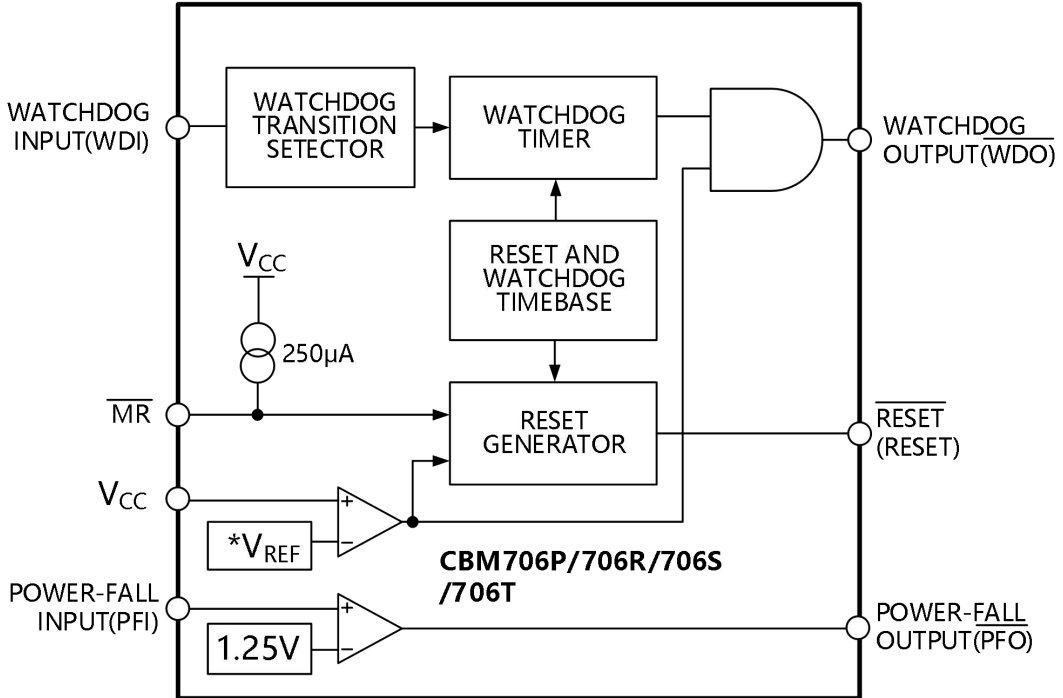 WATCHDOG
INPUT(WDI)
WATCHDOG
TRANSITION
SETECTOR
WATCHDOG
TIMER
WATCHDOG
OUTPUT(WDO)
RESET AND
WATCHDOG
TIMEBASE
VCC
250µA
MR
RESET
GENERATOR
RESET
(RESET)
VCC
+
−
*VREF
CBM706P/706R/706S
/706T
POWER-FALL
INPUT(PFI)
+
−
1.25V
POWER-FALL
OUTPUT(PFO)